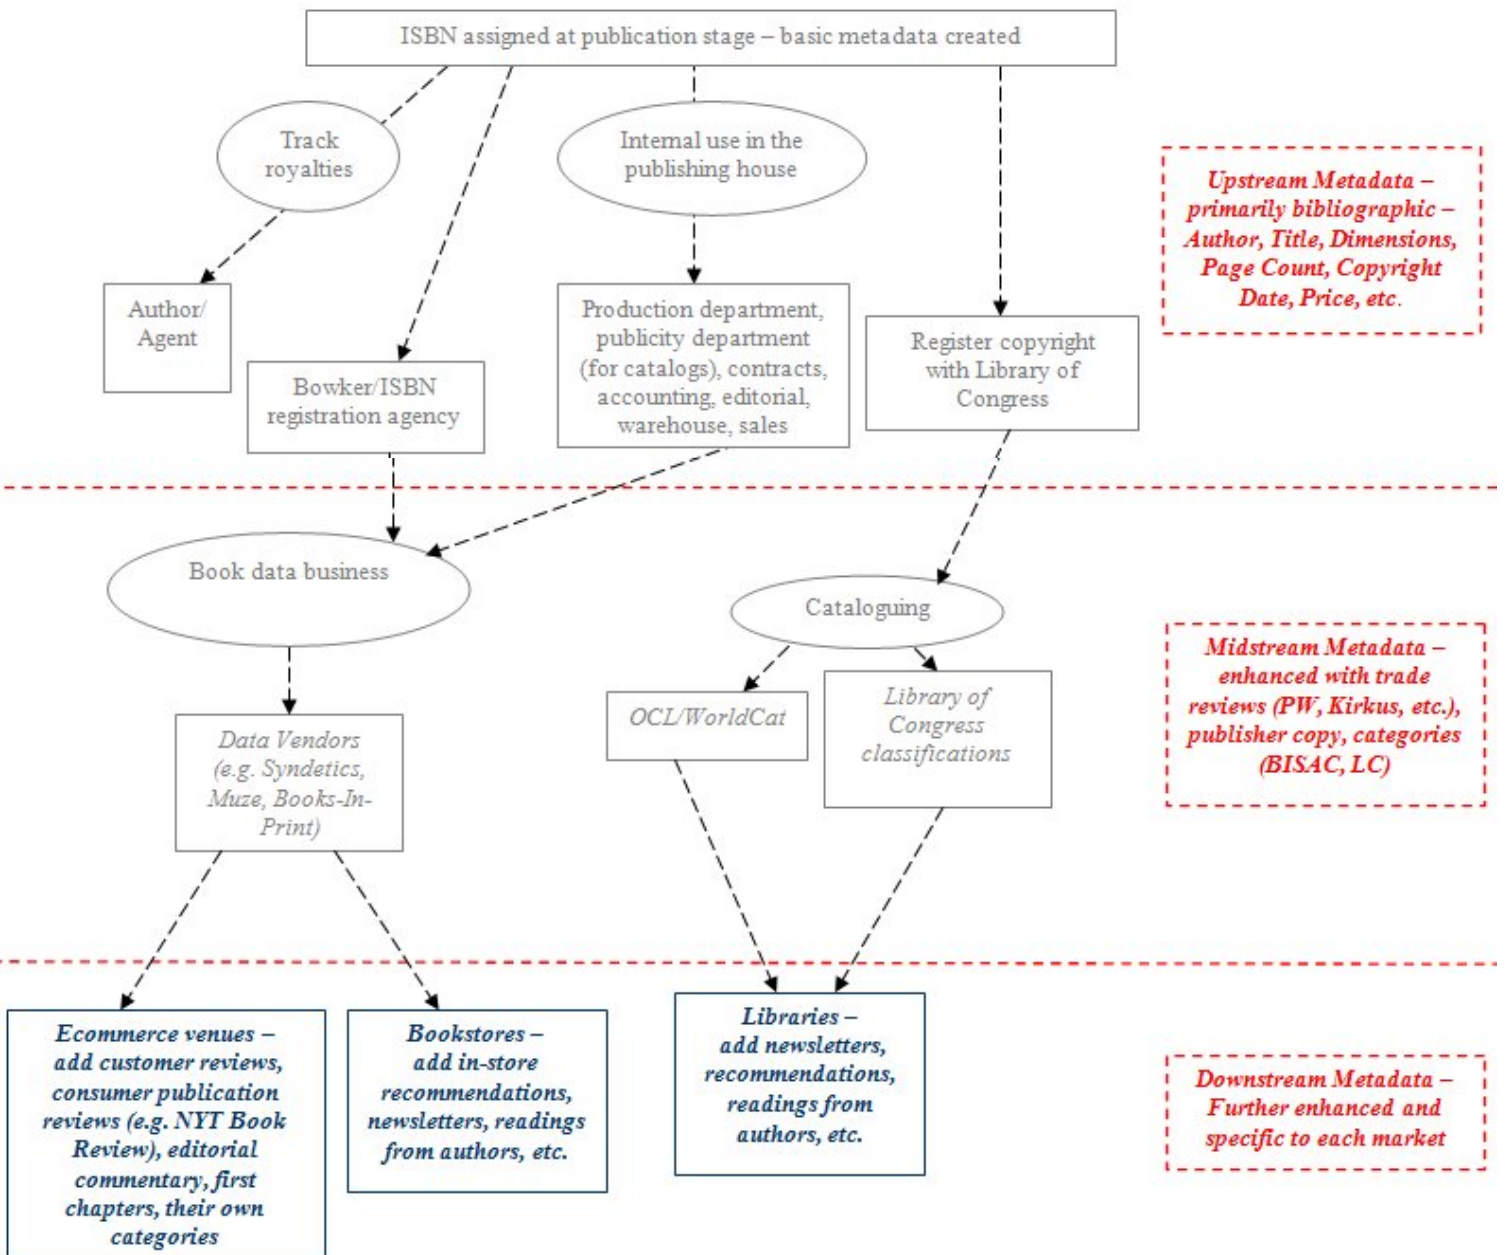 ISBN assigned at publication stage – basic metadata created
Track
royalties
Internal use in the
publishing house
Upstream Metadata –
primarily bibliographic –
Author, Title, Dimensions,
Page Count, Copyright
Date, Price, etc.
Author/
Agent
Bowker/ISBN
registration agency
Production department,
publicity department
(for catalogs), contracts,
accounting, editorial,
warehouse, sales
Register copyright
with Library of
Congress
Book data business
Cataloguing
Midstream Metadata –
enhanced with trade
reviews (PW, Kirkus, etc.),
publisher copy, categories
(BISAC, LC)
Data Vendors
(e.g. Syndetics,
Muze, Books-In-
Print)
OCL/WorldCat
Library of
Congress
classifications
Ecommerce venues –
add customer reviews,
consumer publication
reviews (e.g. NYT Book
Review), editorial
commentary, first
chapters, their own
categories
Bookstores –
add in-store
recommendations,
newsletters, readings
from authors, etc.
Libraries –
add newsletters,
recommendations,
readings from
authors, etc.
Downstream Metadata –
Further enhanced and
specific to each market